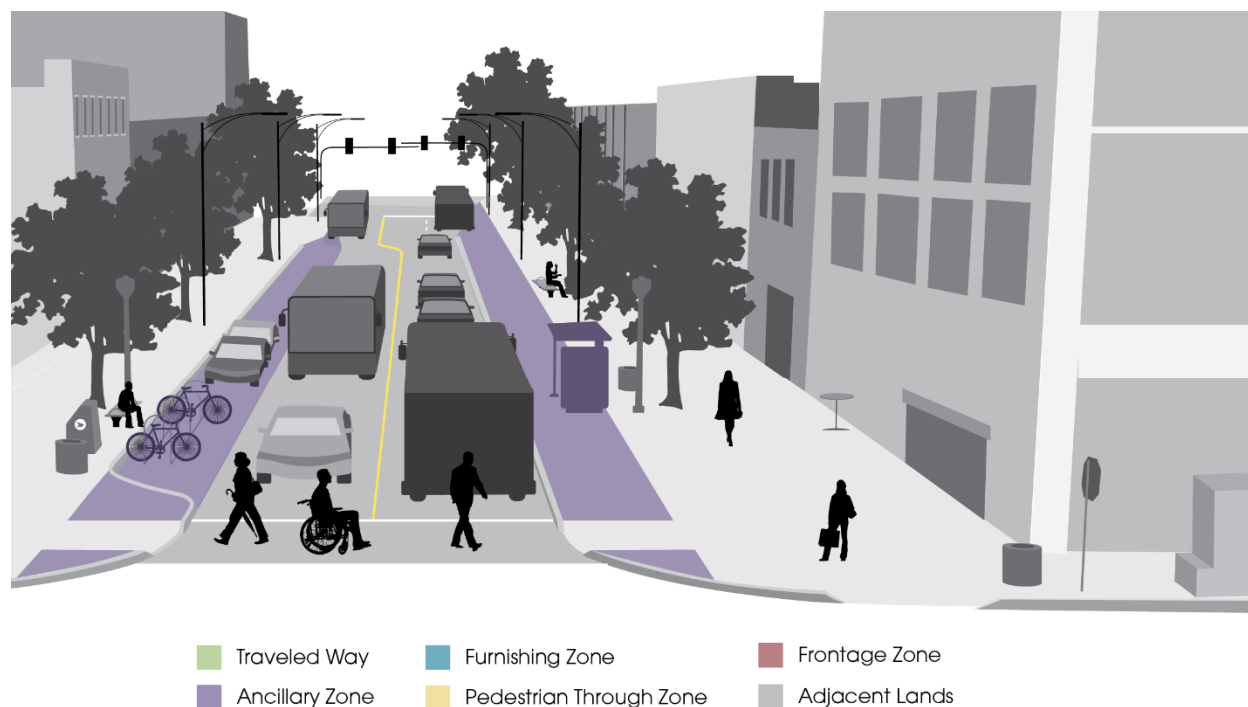 Traveled Way
Furnishing Zone
Frontage Zone
Ancillary Zone
Pedestrian Through Zone
Adjacent Lands